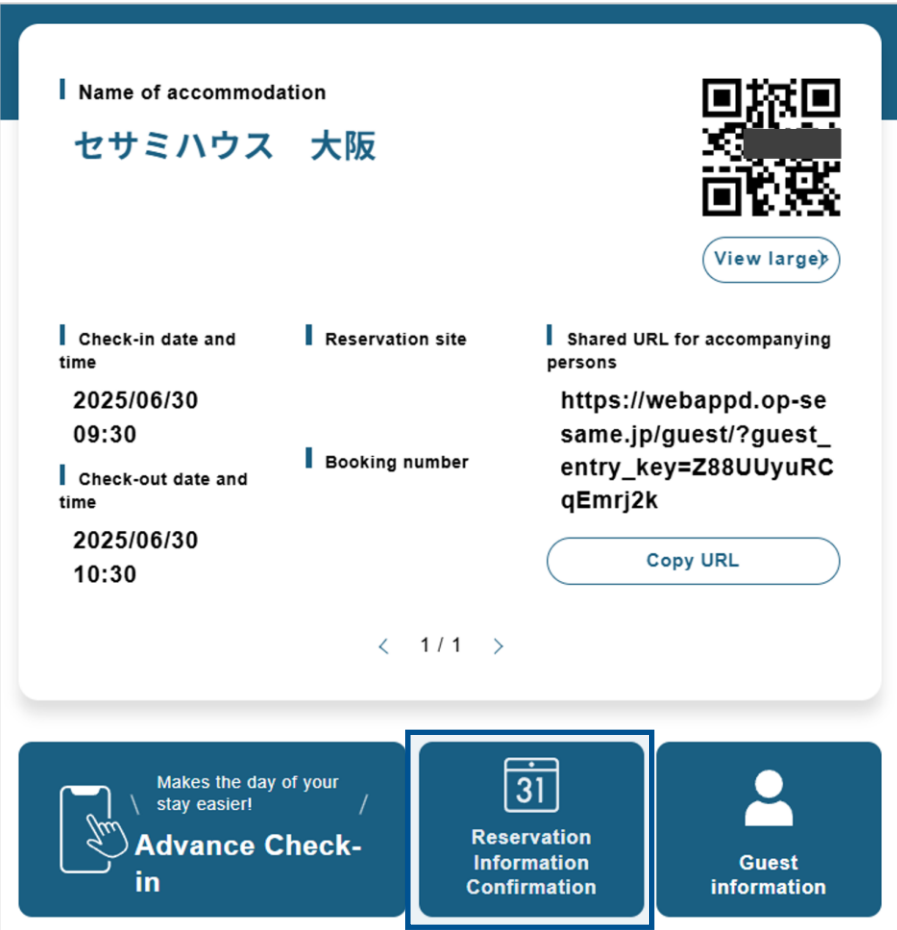 Name of accommodation
セサミハウス　大阪
View larger
Check-in date and
time
2025/06/30
09:30
Check-out date and
time
2025/06/30
10:30
Reservation site
Booking number
Shared URL for accompanying
persons
https://webappd.op-se
same.jp/guest/?guest_
entry_key=Z88UUyuRC
qEmrj2k
Copy URL
1 / 1
Makes the day of your
stay easier!
Advance Check-
in
31
Reservation
Information
Confirmation
Guest
information